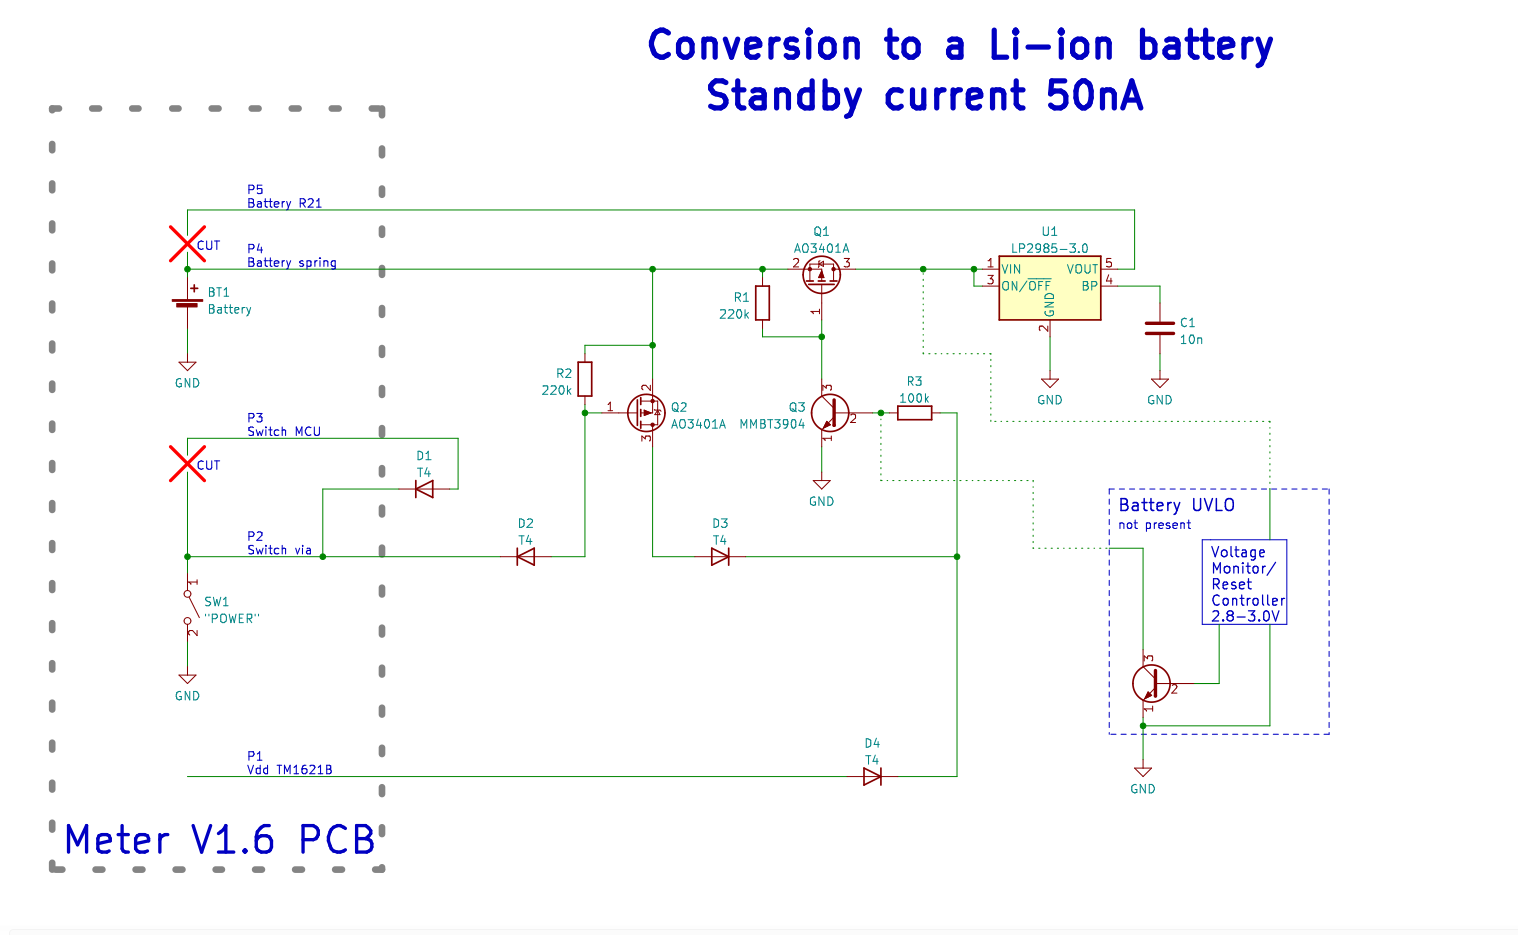 Conversion to a Li-ion battery
Standby current 50nA
P5
Battery R21
CUT
P4
Battery spring
BT1
Battery
+
GND
P3
Switch MCU
CUT
D1
T4
P2
Switch via
1
SW1
"POWER"
2
GND
P1
Vdd TM1621B
Meter V1.6 PCB
R2
220k
D2
T4
1
2
3
Q2
AO3401A
D3
T4
R1
220k
Q1
AO3401A
2
3
1
Q3
MMBT3904
3
2
1
GND
R3
100k
D4
T4
U1
LP2985-3.0
1
VIN
VOUT
5
3
ON/OFF
BP
4
GND
2
GND
C1
10n
GND
Battery UVLO
not present
Voltage
Monitor/
Reset
Controller
2.8-3.0V
3
2
1
GND